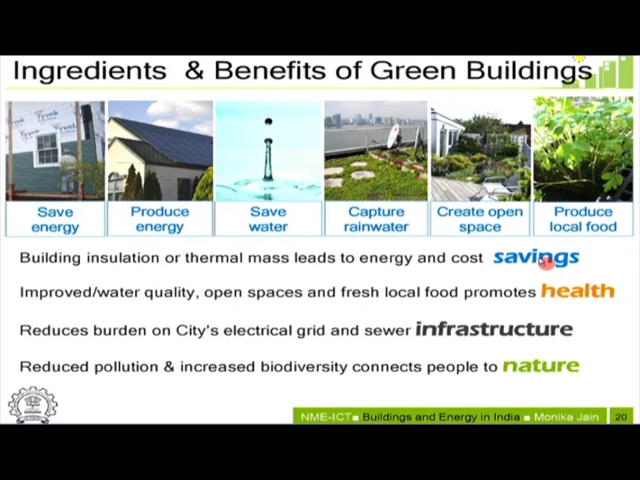 Ingredients & Benefits of Green Buildings
Tyvek Tyvek
Save energy
Produce energy
Save water
Capture rainwater
Create open space
Produce local food
Building insulation or thermal mass leads to energy and cost savings
Improved/water quality, open spaces and fresh local food promotes health
Reduces burden on City's electrical grid and sewer infrastructure
Reduced pollution & increased biodiversity connects people to nature
NME-ICT Buildings and Energy in India Monika Jain 20